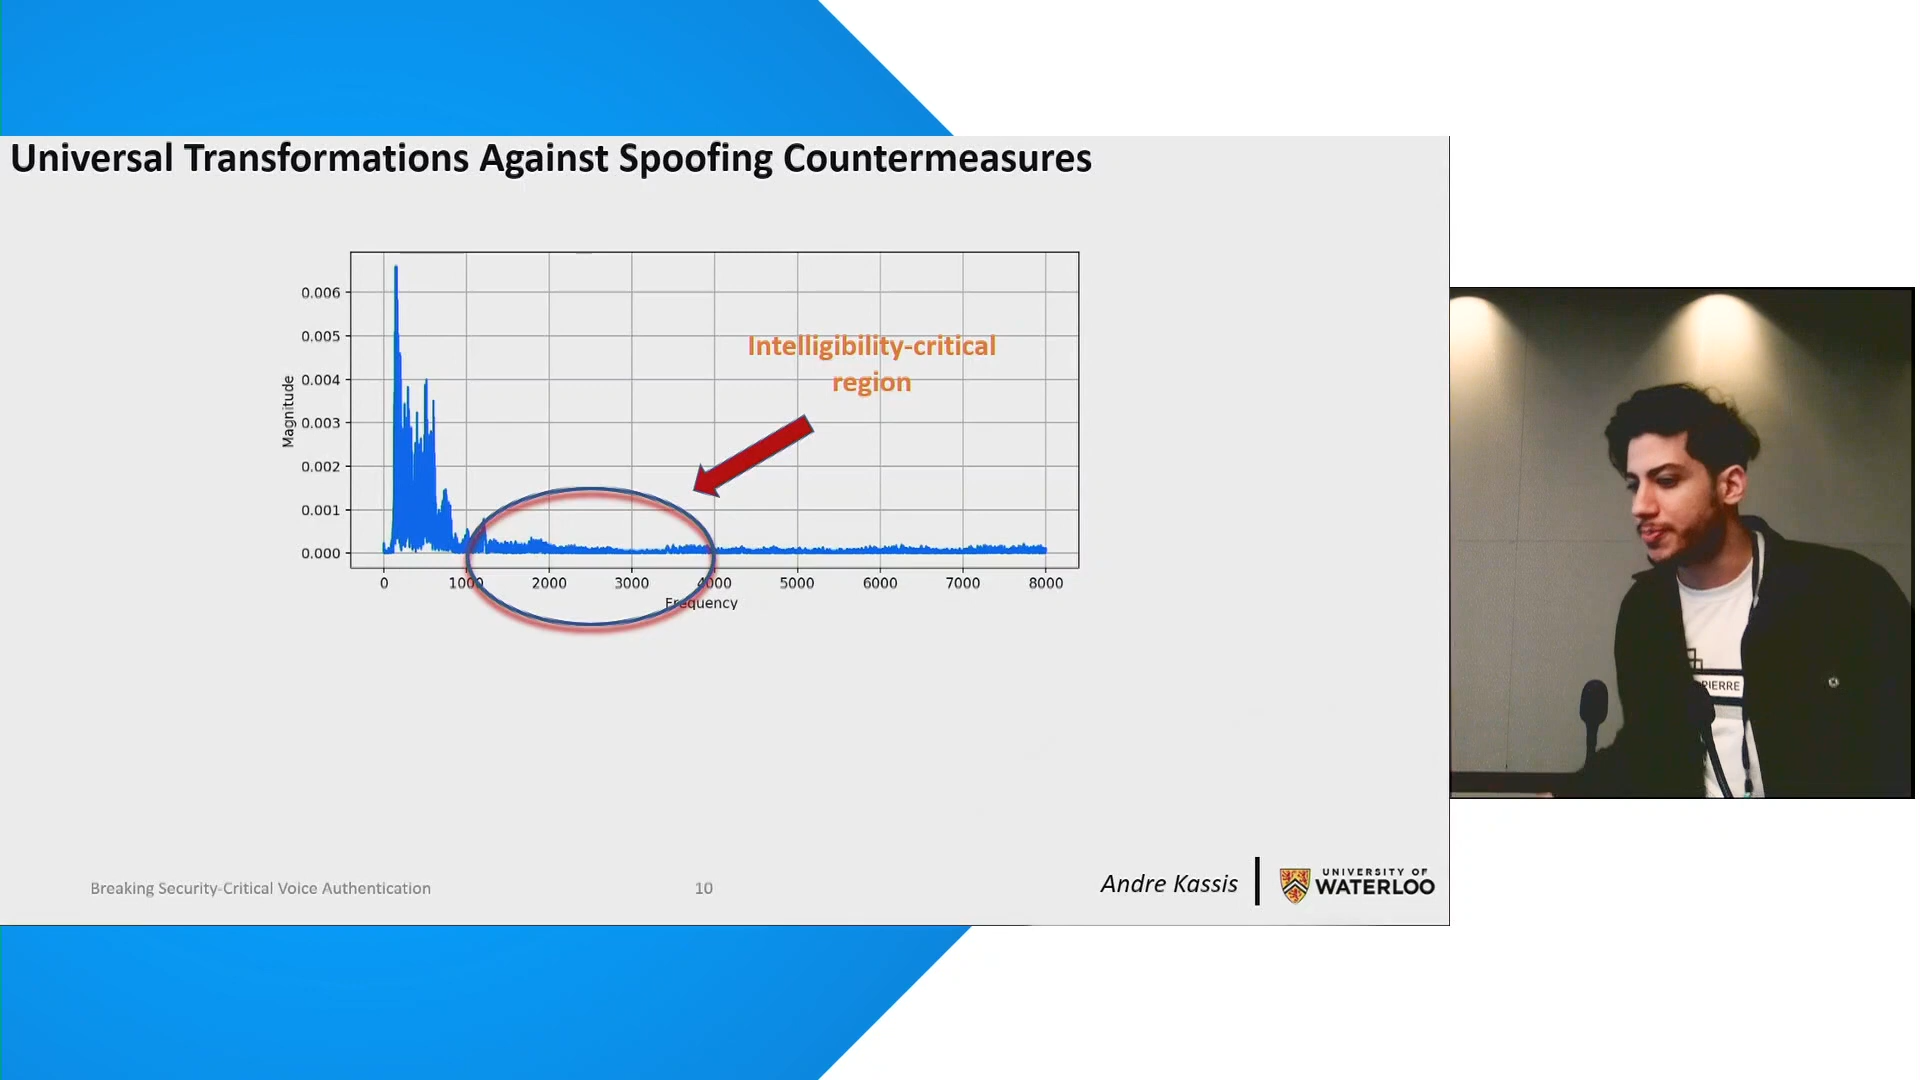 Universal Transformations Against Spoofing Countermeasures
0.006
0.005
0.004
0.003
0.002
0.001
0.000
Magnitude
Intelligibility-critical
region
0 1000 2000 3000 4000 5000 6000 7000 8000
Frequency
PIERRE
Breaking Security-Critical Voice Authentication
10
Andre Kassis
UNIVERSITY OF
WATERLOO